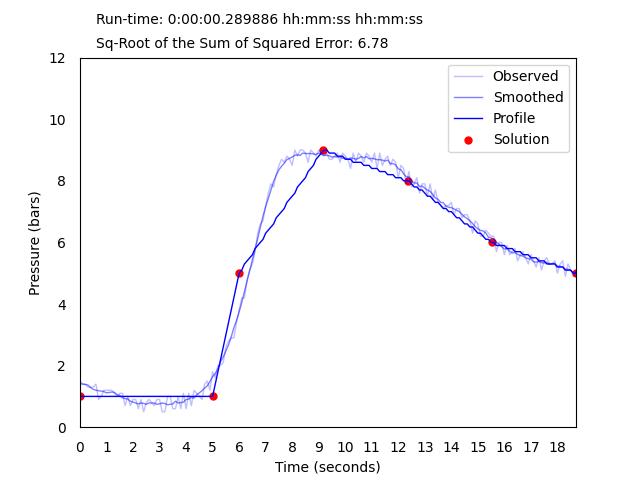 Run-time: 0:00:00.289886 hh:mm:ss hh:mm:ss
Sq-Root of the Sum of Squared Error: 6.78
12
10
8
6
4
2
0
Pressure (bars)
Observed
Smoothed
Profile
Solution
0 1 2 3 4 5 6 7 8 9 10 11 12 13 14 15 16 17 18
Time (seconds)